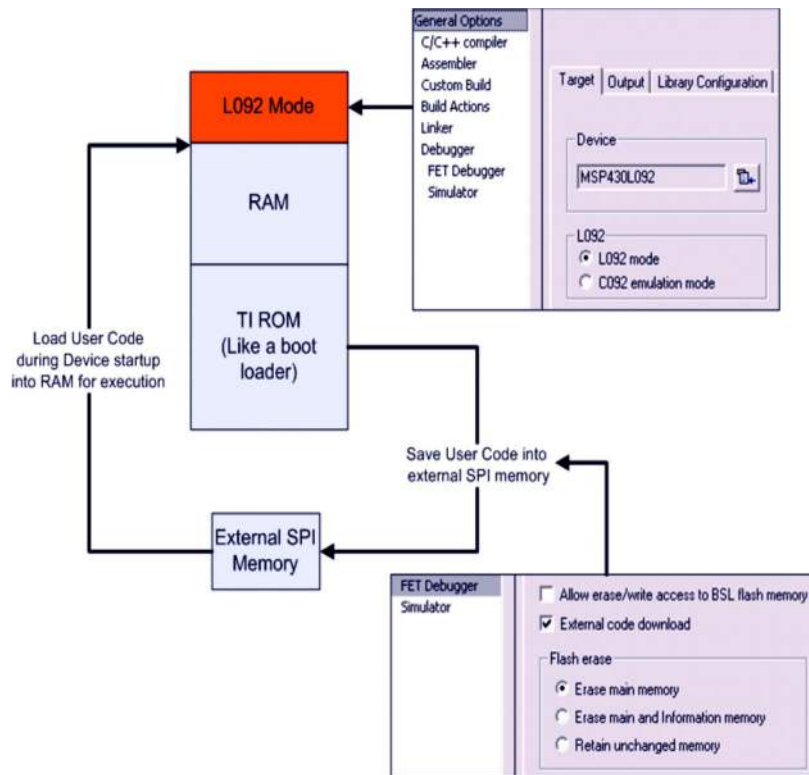 General Options
C/C++ compiler
Assembler
Custom Build
Build Actions
Linker
Debugger
FET Debugger
Simulator
Target
Output
Library Configuration
Device
MSP430L092
L092
L092 mode
C092 emulation mode
L092 Mode
RAM
TI ROM
(Like a boot
loader)
Load User Code
during Device startup
into RAM for execution
Save User Code into
external SPI memory
External SPI
Memory
FET Debugger
Simulator
Allow erase/write access to BSL flash memory
External code download
Flash erase
Erase main memory
Erase main and Information memory
Retain unchanged memory